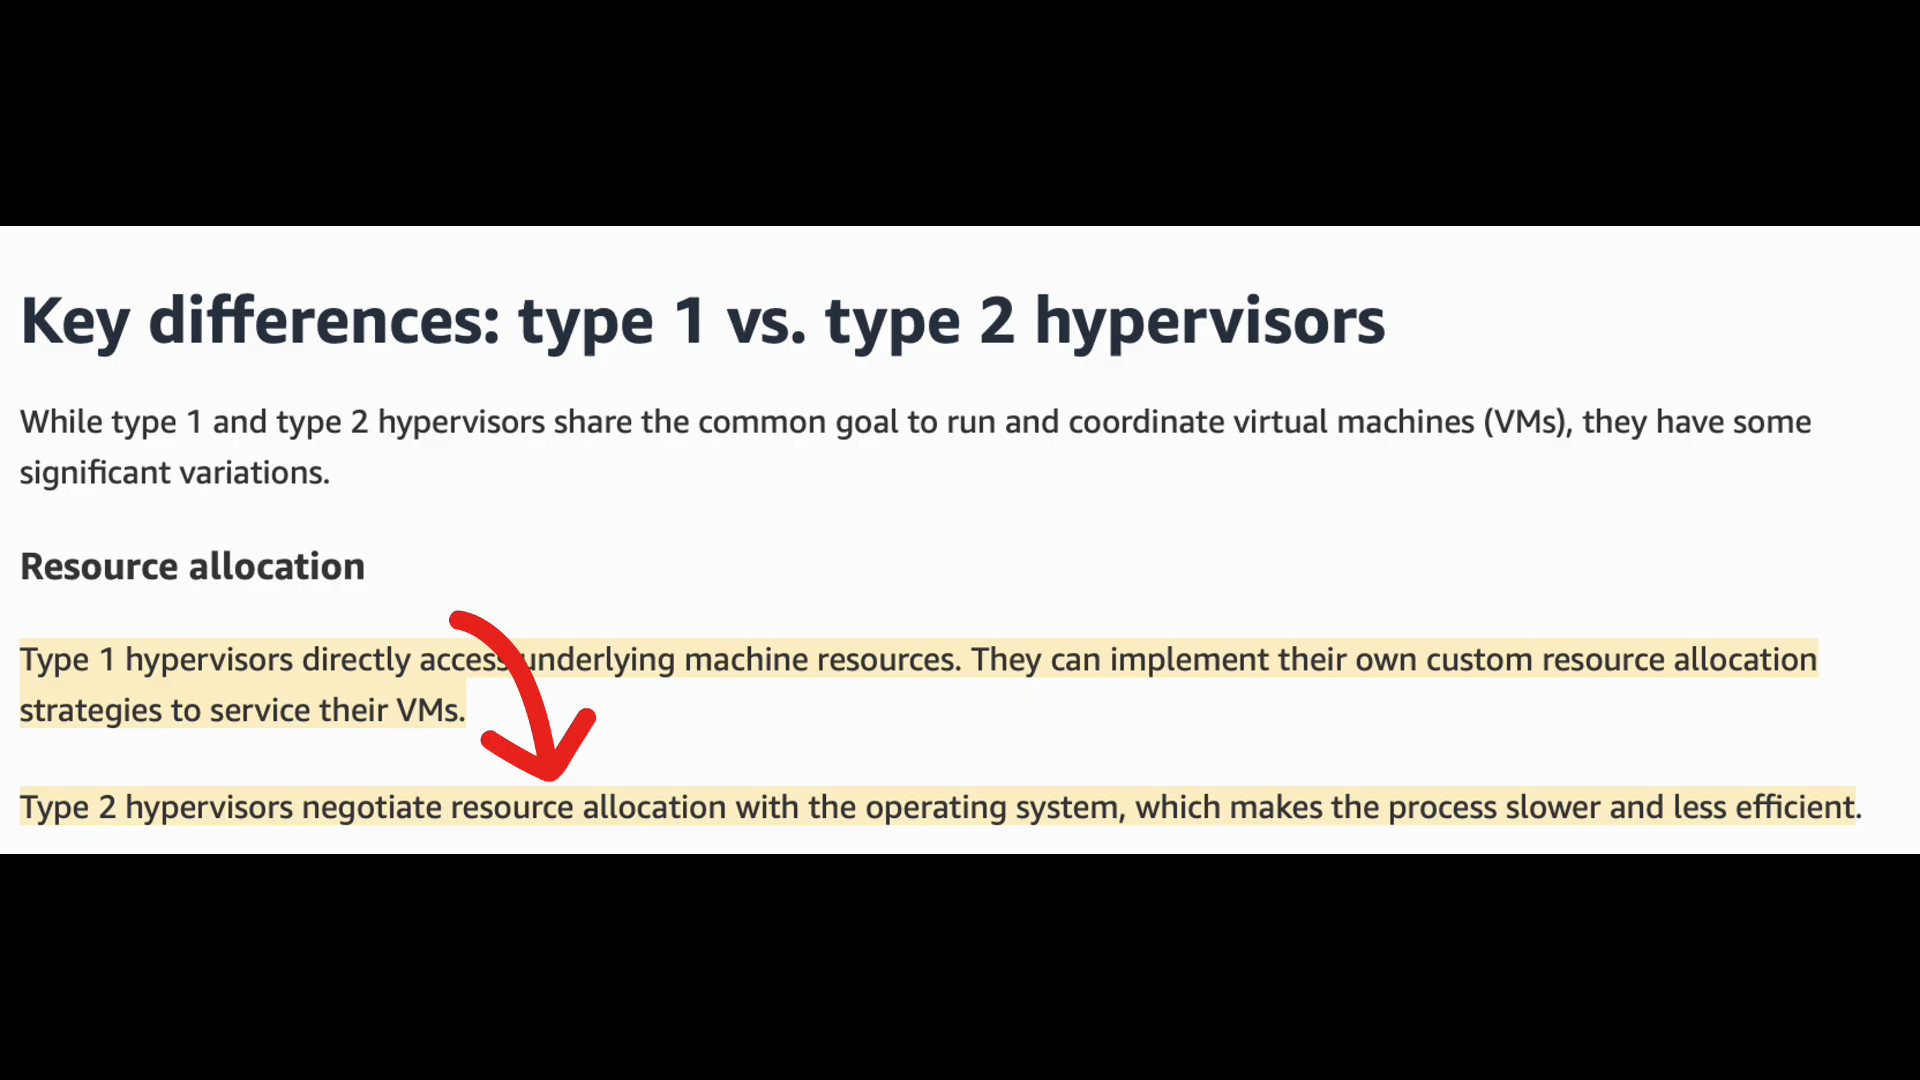 Key differences: type 1 vs. type 2 hypervisors
While type 1 and type 2 hypervisors share the common goal to run and coordinate virtual machines (VMs), they have some
significant variations.
Resource allocation
Type 1 hypervisors directly access underlying machine resources. They can implement their own custom resource allocation
strategies to service their VMs.
Type 2 hypervisors negotiate resource allocation with the operating system, which makes the process slower and less efficient.